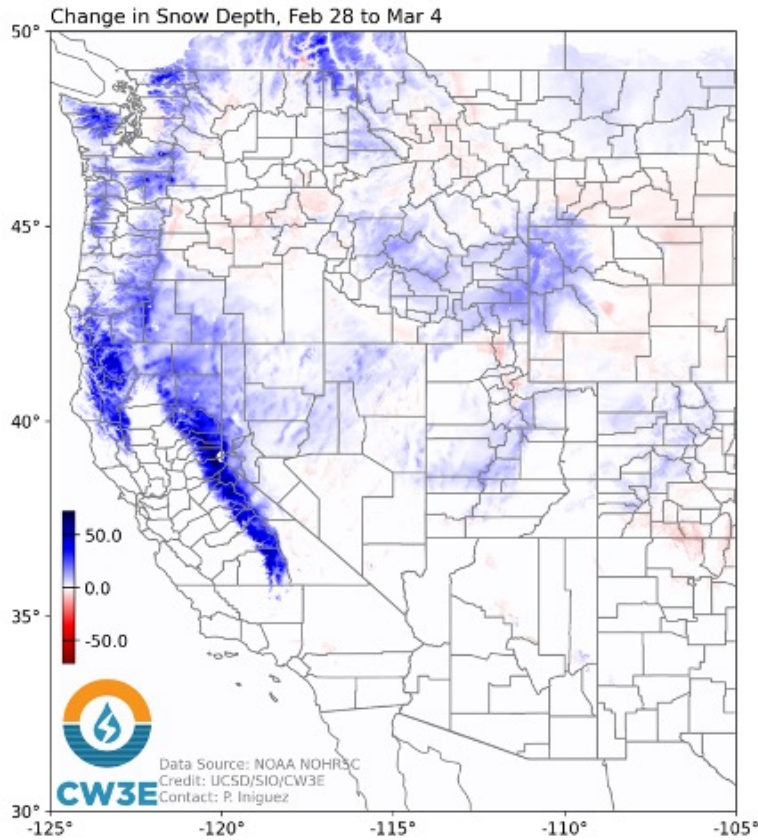 Change in Snow Depth, Feb 28 to Mar 4
50°
45°
40°
35°
30°
50.0
0.0
-50.0
CW3E
Data Source: NOAA NOHRSC
Credit: UCSD/SIO/CW3E
Contact: P. Iniguez
-125°
-120°
-115°
-110°
-105°